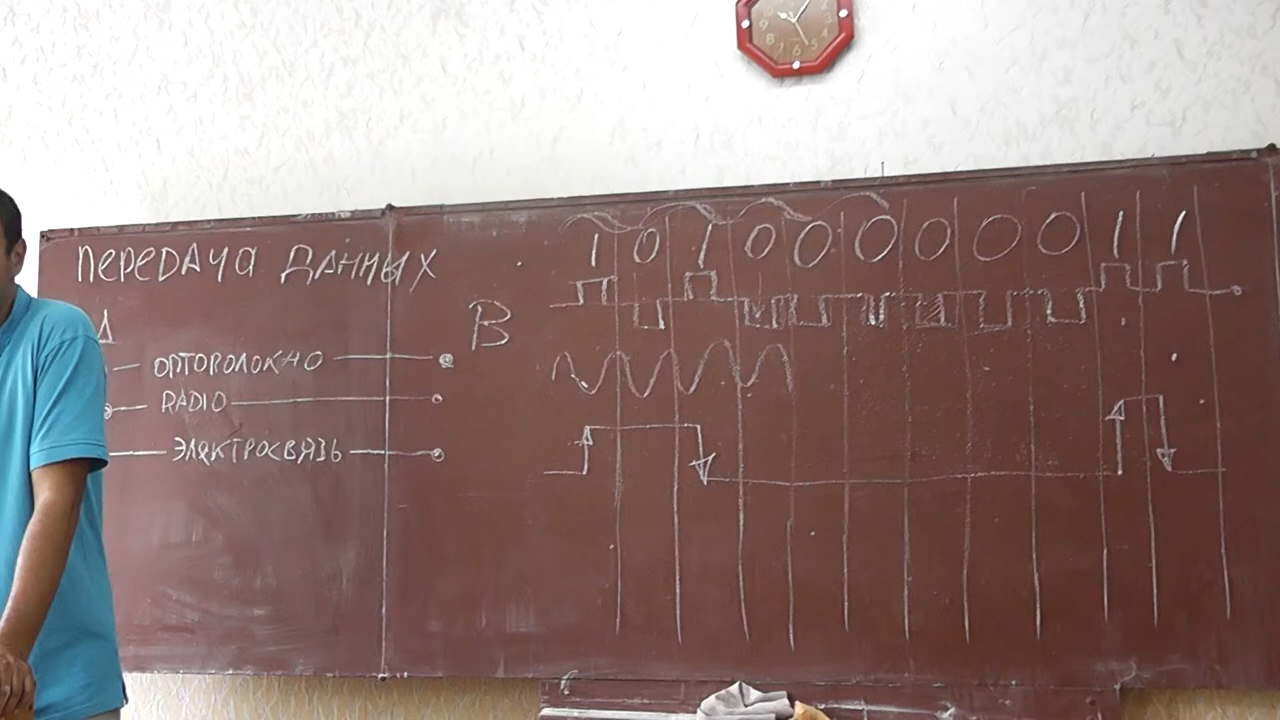 ПЕРЕДАЧА ДАННЫХ
А
В
ОПТОВОЛОКНО
RADIO
ЭЛЕКТРОСВЯЗЬ
1 0 1 0 0 0 0 0 0 1 1